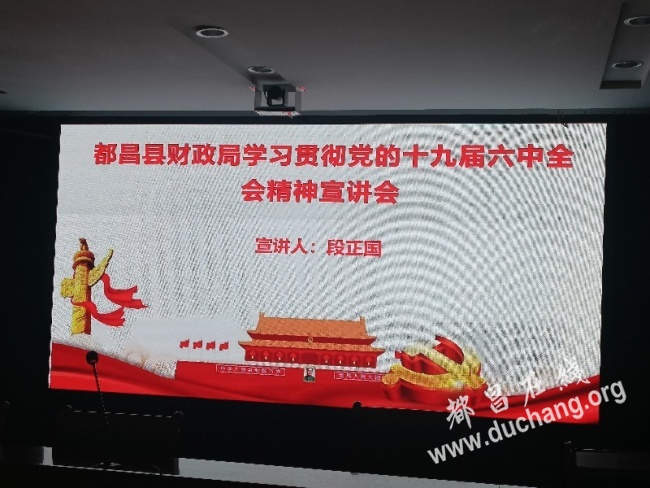 都昌县财政局学习贯彻党的十九届六中全
会精神宣讲会
宣讲人：段正国
都昌在线
www.duchang.org